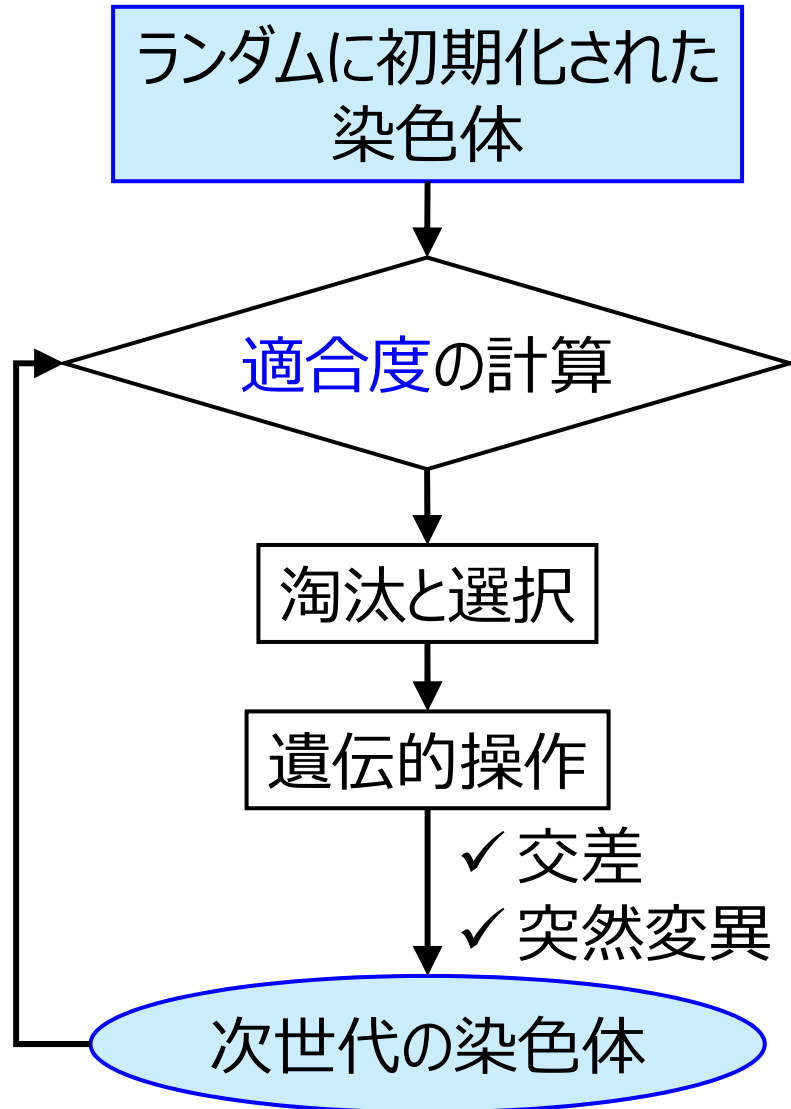 ランダムに初期化された
染色体
適合度の計算
淘汰と選択
遺伝的操作
✓ 交差
✓ 突然変異
次世代の染色体